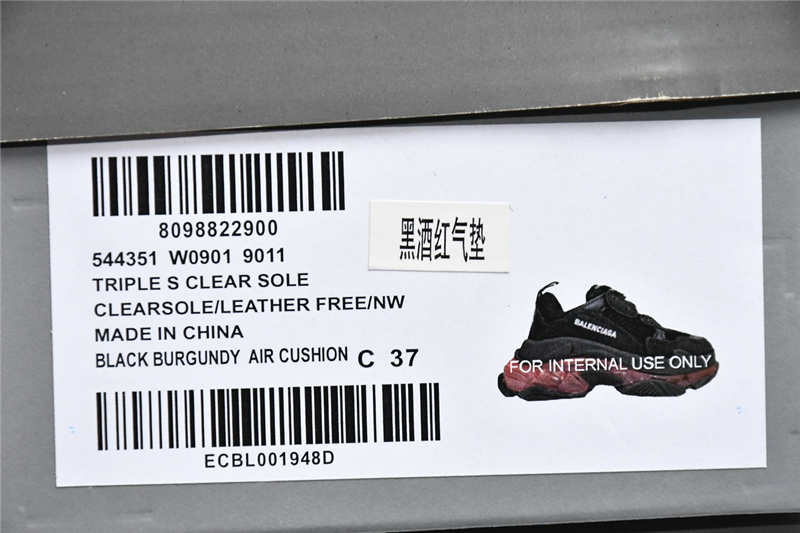 8098822900
544351 W0901 9011
TRIPLE S CLEAR SOLE
CLEARSOLE/LEATHER FREE/NW
MADE IN CHINA
BLACK BURGUNDY AIR CUSHION C 37
ECBL001948D
黑酒红气垫
BALENCIAGA
FOR INTERNAL USE ONLY